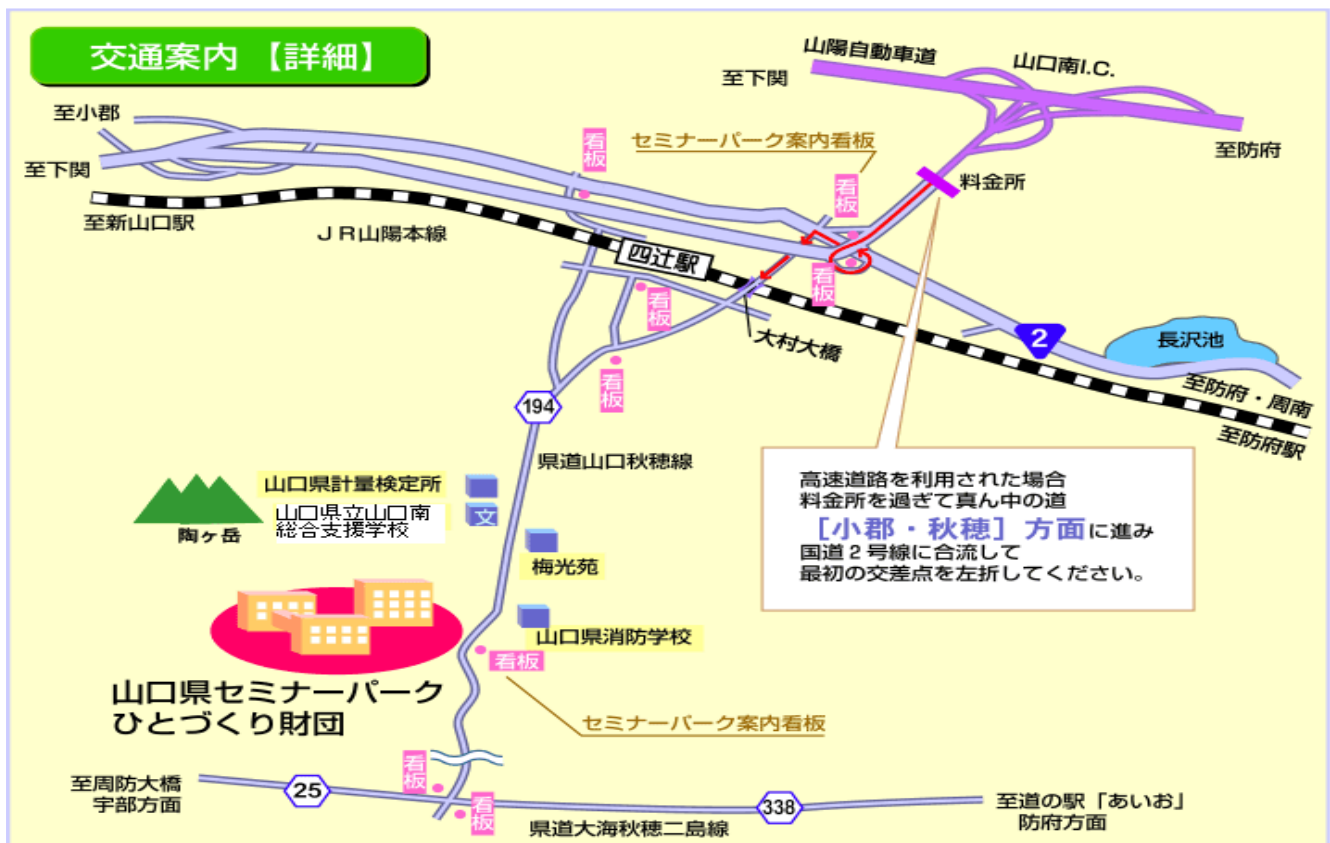 交通案内【詳細】
山陽自動車道
山口南I.C.
至下関
至防府
至小郡
至下関
看板
セミナーパーク案内看板
看板
料金所
至新山口駅
JR山陽本線
四辻駅
看板
看板
大村大橋
2
長沢池
至防府・周南
至防府駅
看板
194
県道山口秋穂線
高速道路を利用された場合
料金所を過ぎて真ん中の道
［小郡・秋穂］方面に進み
国道2号線に合流して
最初の交差点を左折してください。
山口県計量検定所
陶ヶ岳
山口県立山口南
総合支援学校
文
梅光苑
山口県消防学校
看板
山口県セミナーパーク
ひとづくり財団
セミナーパーク案内看板
看板
至周防大橋
宇部方面
25
看板
県道大海秋穂二島線
338
至道の駅「あいお」
防府方面